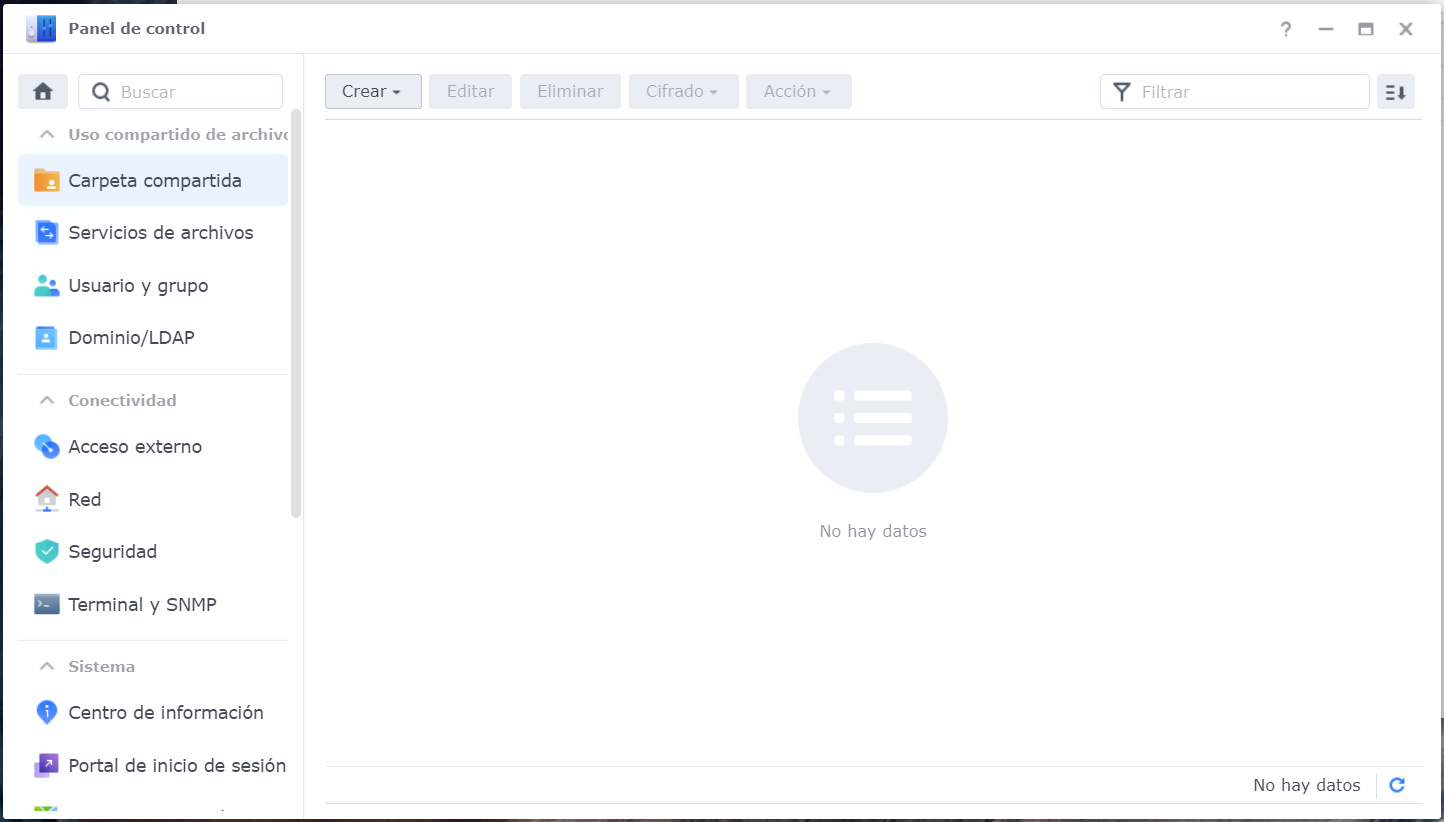 Panel de control
Buscar
Uso compartido de archivo
Carpeta compartida
Servicios de archivos
Usuario y grupo
Dominio/LDAP
Conectividad
Acceso externo
Red
Seguridad
Terminal y SNMP
Sistema
Centro de información
Portal de inicio de sesión
Crear
Editar
Eliminar
Cifrado
Acción
Filtrar
No hay datos
No hay datos